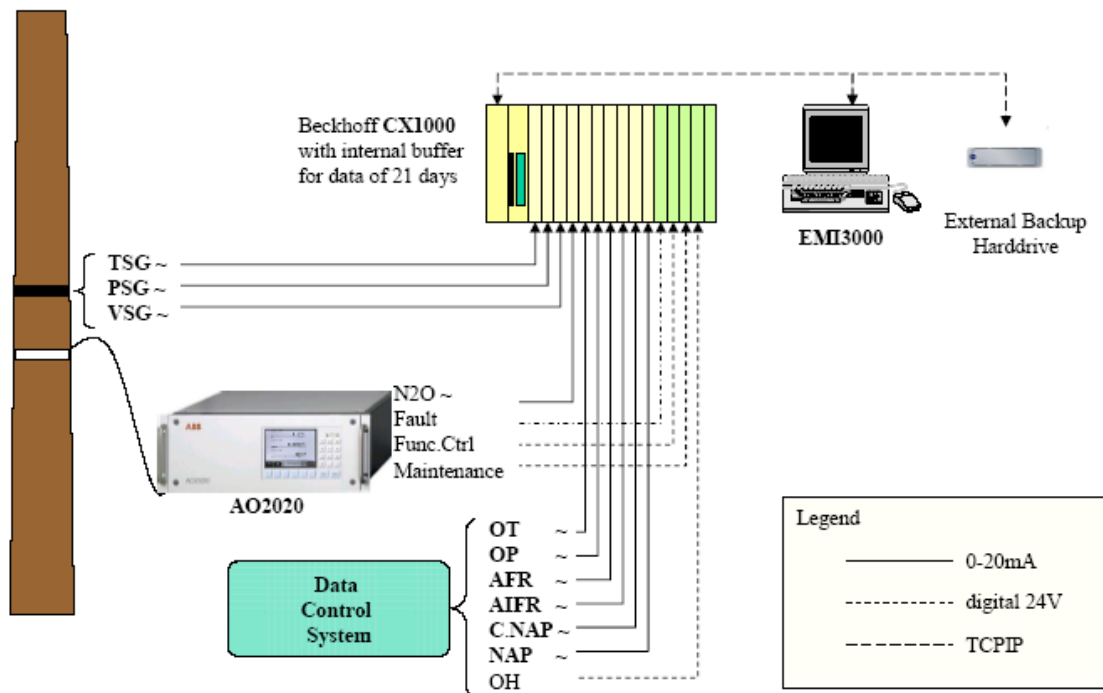 Beckhoff CX1000
with internal buffer
for data of 21 days
EMI3000
External Backup
Harddrive
TSG ~
PSG ~
VSG ~
N2O ~
Fault
Func.Ctrl
Maintenance
ABB
AO2020
AO2020
Data
Control
System
OT ~
OP ~
AFR ~
AIFR ~
C.NAP ~
NAP ~
OH
Legend
0-20mA
digital 24V
TCPIP